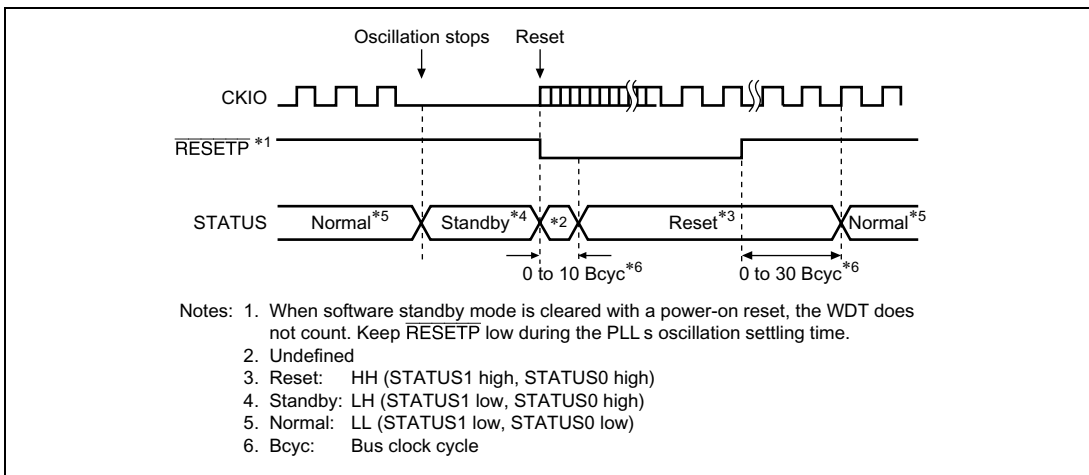 Oscillation stops Reset
CKIO
RESETP *1
STATUS Normal*5 Standby*4 *2 Reset*3 Normal*5
0 to 10 Bcyc*6 0 to 30 Bcyc*6
Notes: 1. When software standby mode is cleared with a power-on reset, the WDT does
not count. Keep RESETP low during the PLL s oscillation settling time.
2. Undefined
3. Reset: HH (STATUS1 high, STATUS0 high)
4. Standby: LH (STATUS1 low, STATUS0 high)
5. Normal: LL (STATUS1 low, STATUS0 low)
6. Bcyc: Bus clock cycle